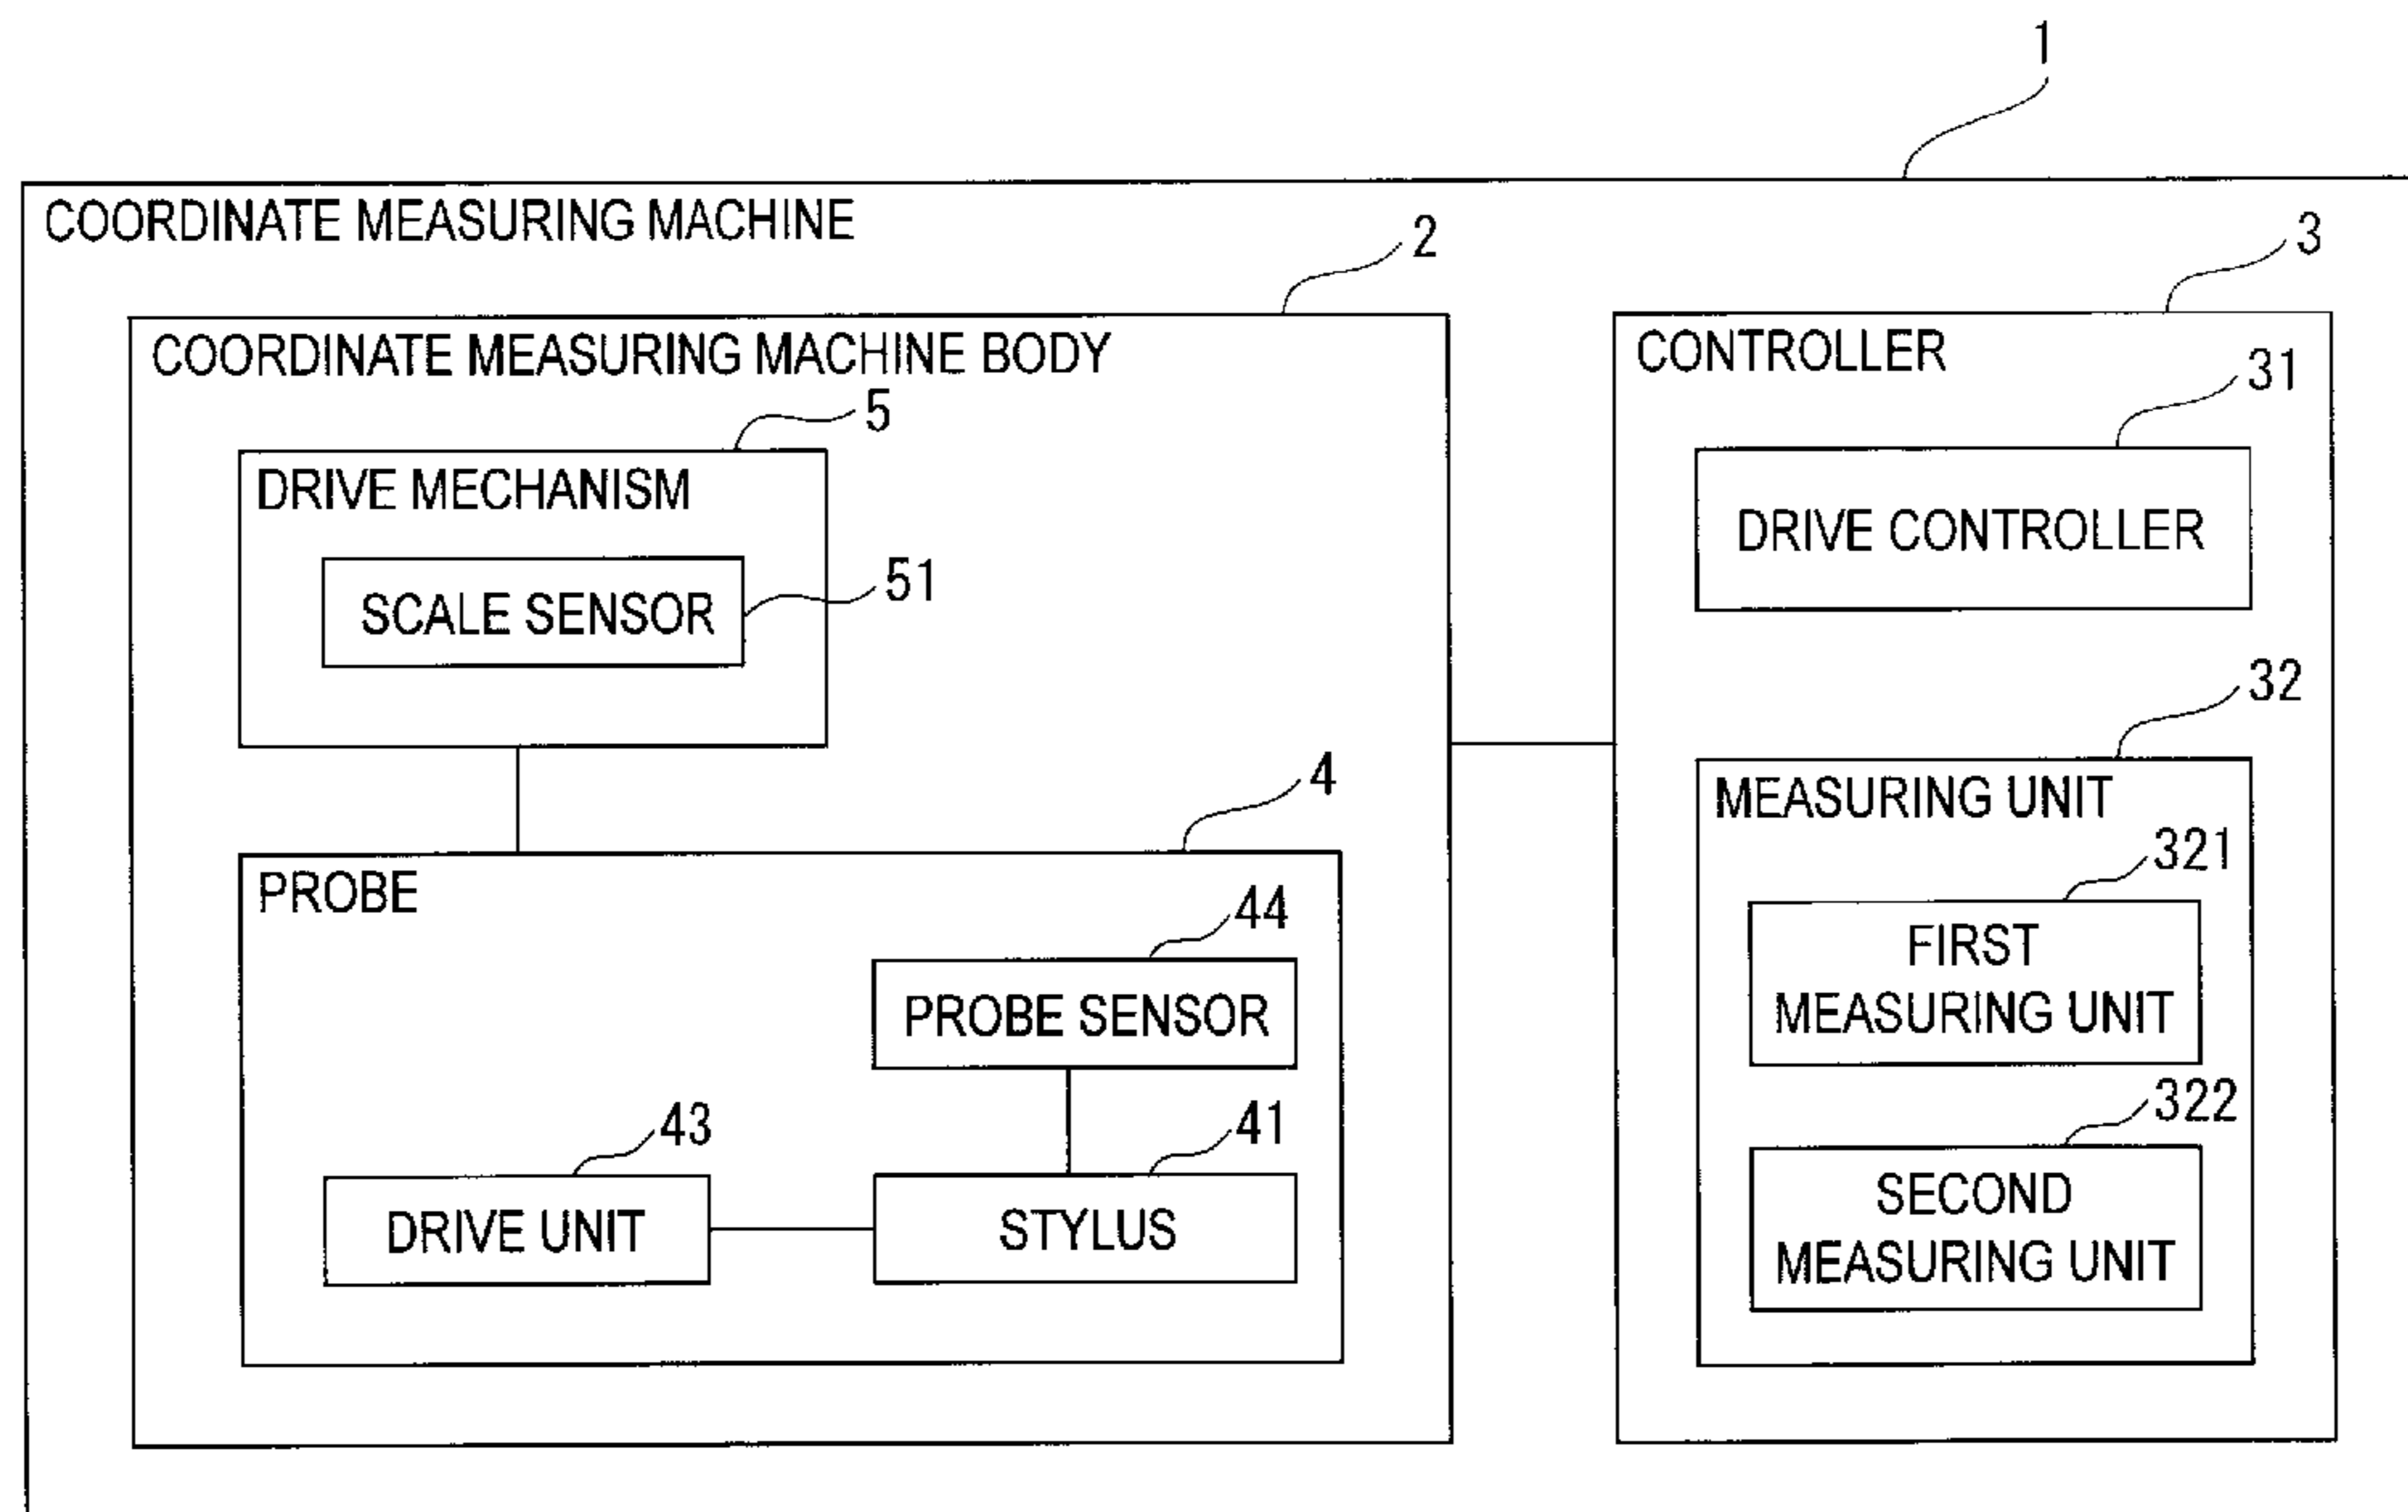 1
COORDINATE MEASURING MACHINE
2
3
COORDINATE MEASURING MACHINE BODY
CONTROLLER
5
31
DRIVE MECHANISM
DRIVE CONTROLLER
SCALE SENSOR
51
32
4
MEASURING UNIT
PROBE
321
44
FIRST
MEASURING UNIT
PROBE SENSOR
322
43
41
SECOND
MEASURING UNIT
DRIVE UNIT
STYLUS